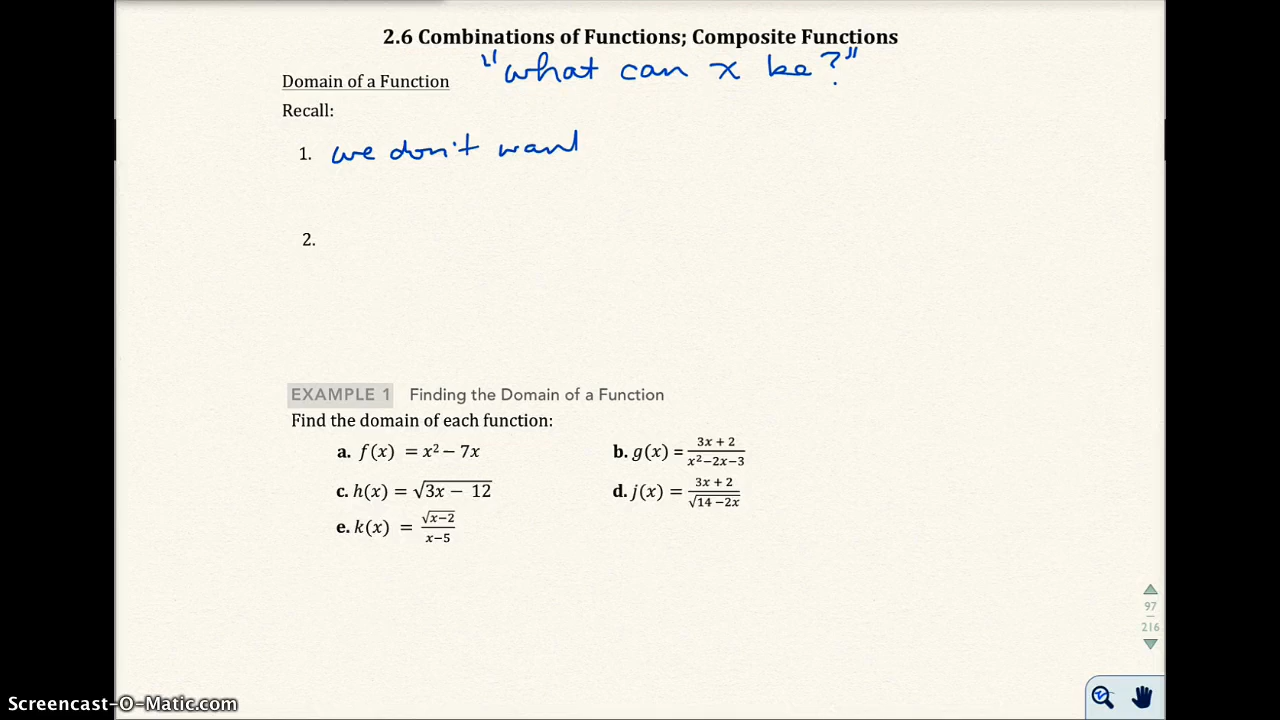 2.6 Combinations of Functions; Composite Functions
"what can x be?"
Domain of a Function
Recall:
1. we don't want
2.
EXAMPLE 1 Finding the Domain of a Function
Find the domain of each function:
a. f(x) = x² − 7x b. g(x) = (3x + 2)/(x²−2x−3)
c. h(x) = √(3x − 12) d. j(x) = (3x + 2)/√(14 −2x)
e. k(x) = √(x−2)/(x−5)
97
216
Screencast-O-Matic.com